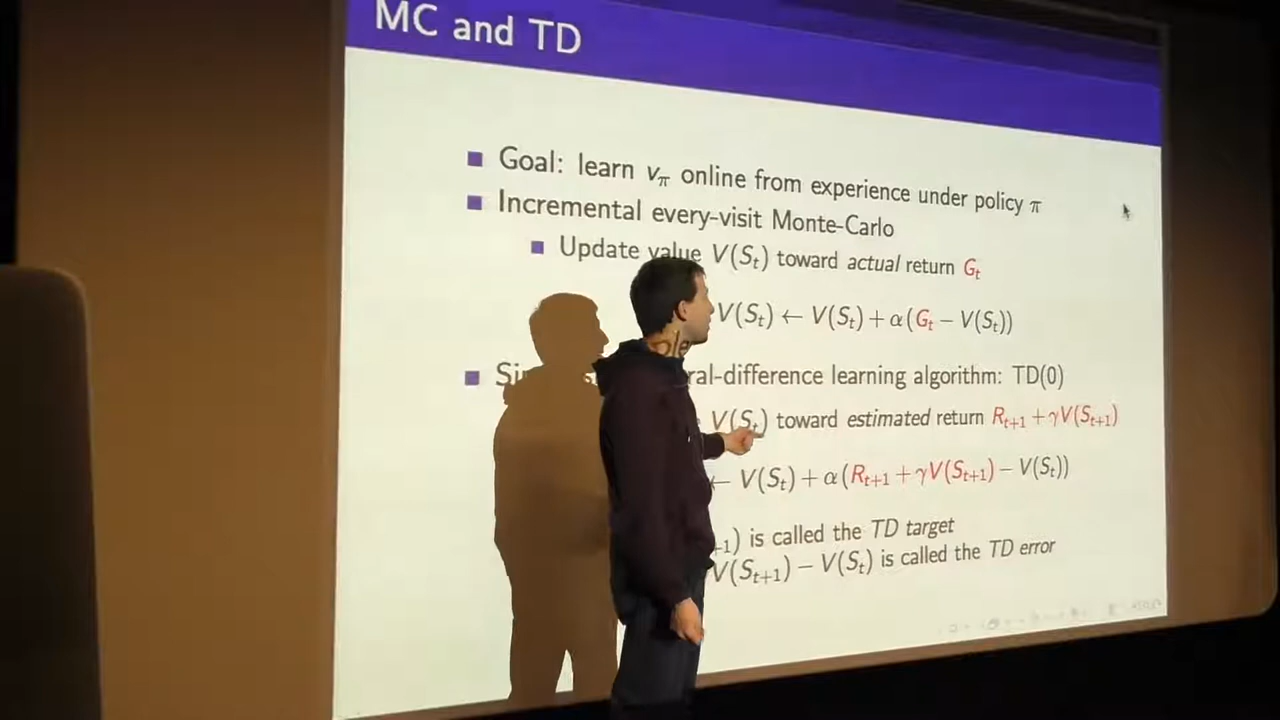 MC and TD
Goal: learn vπ online from experience under policy π
Incremental every-visit Monte-Carlo
Update value V(Sₜ) toward actual return Gₜ
V(Sₜ) ← V(Sₜ) + α(Gₜ − V(Sₜ))
ral-difference learning algorithm: TD(0)
V(Sₜ) toward estimated return Rₜ₊₁ + γV(Sₜ₊₁)
← V(Sₜ) + α(Rₜ₊₁ + γV(Sₜ₊₁) − V(Sₜ))
₊₁) is called the TD target
V(Sₜ₊₁) − V(Sₜ) is called the TD error